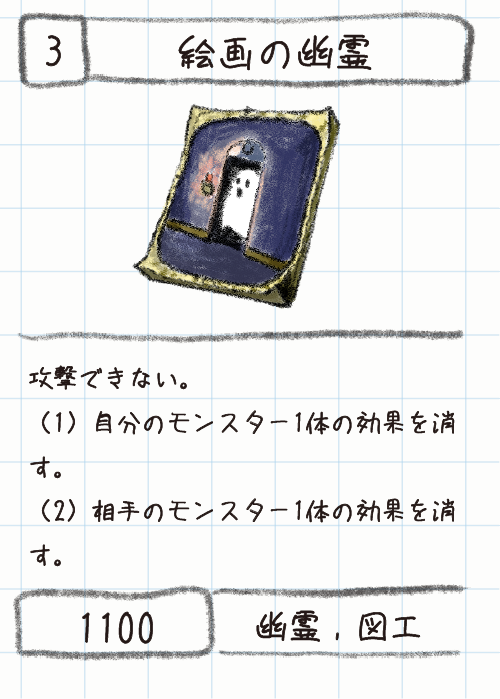 3
絵画の幽霊
攻撃できない。
（1）自分のモンスター1体の効果を消
す。
（2）相手のモンスター1体の効果を消
す。
1100
幽霊，図工